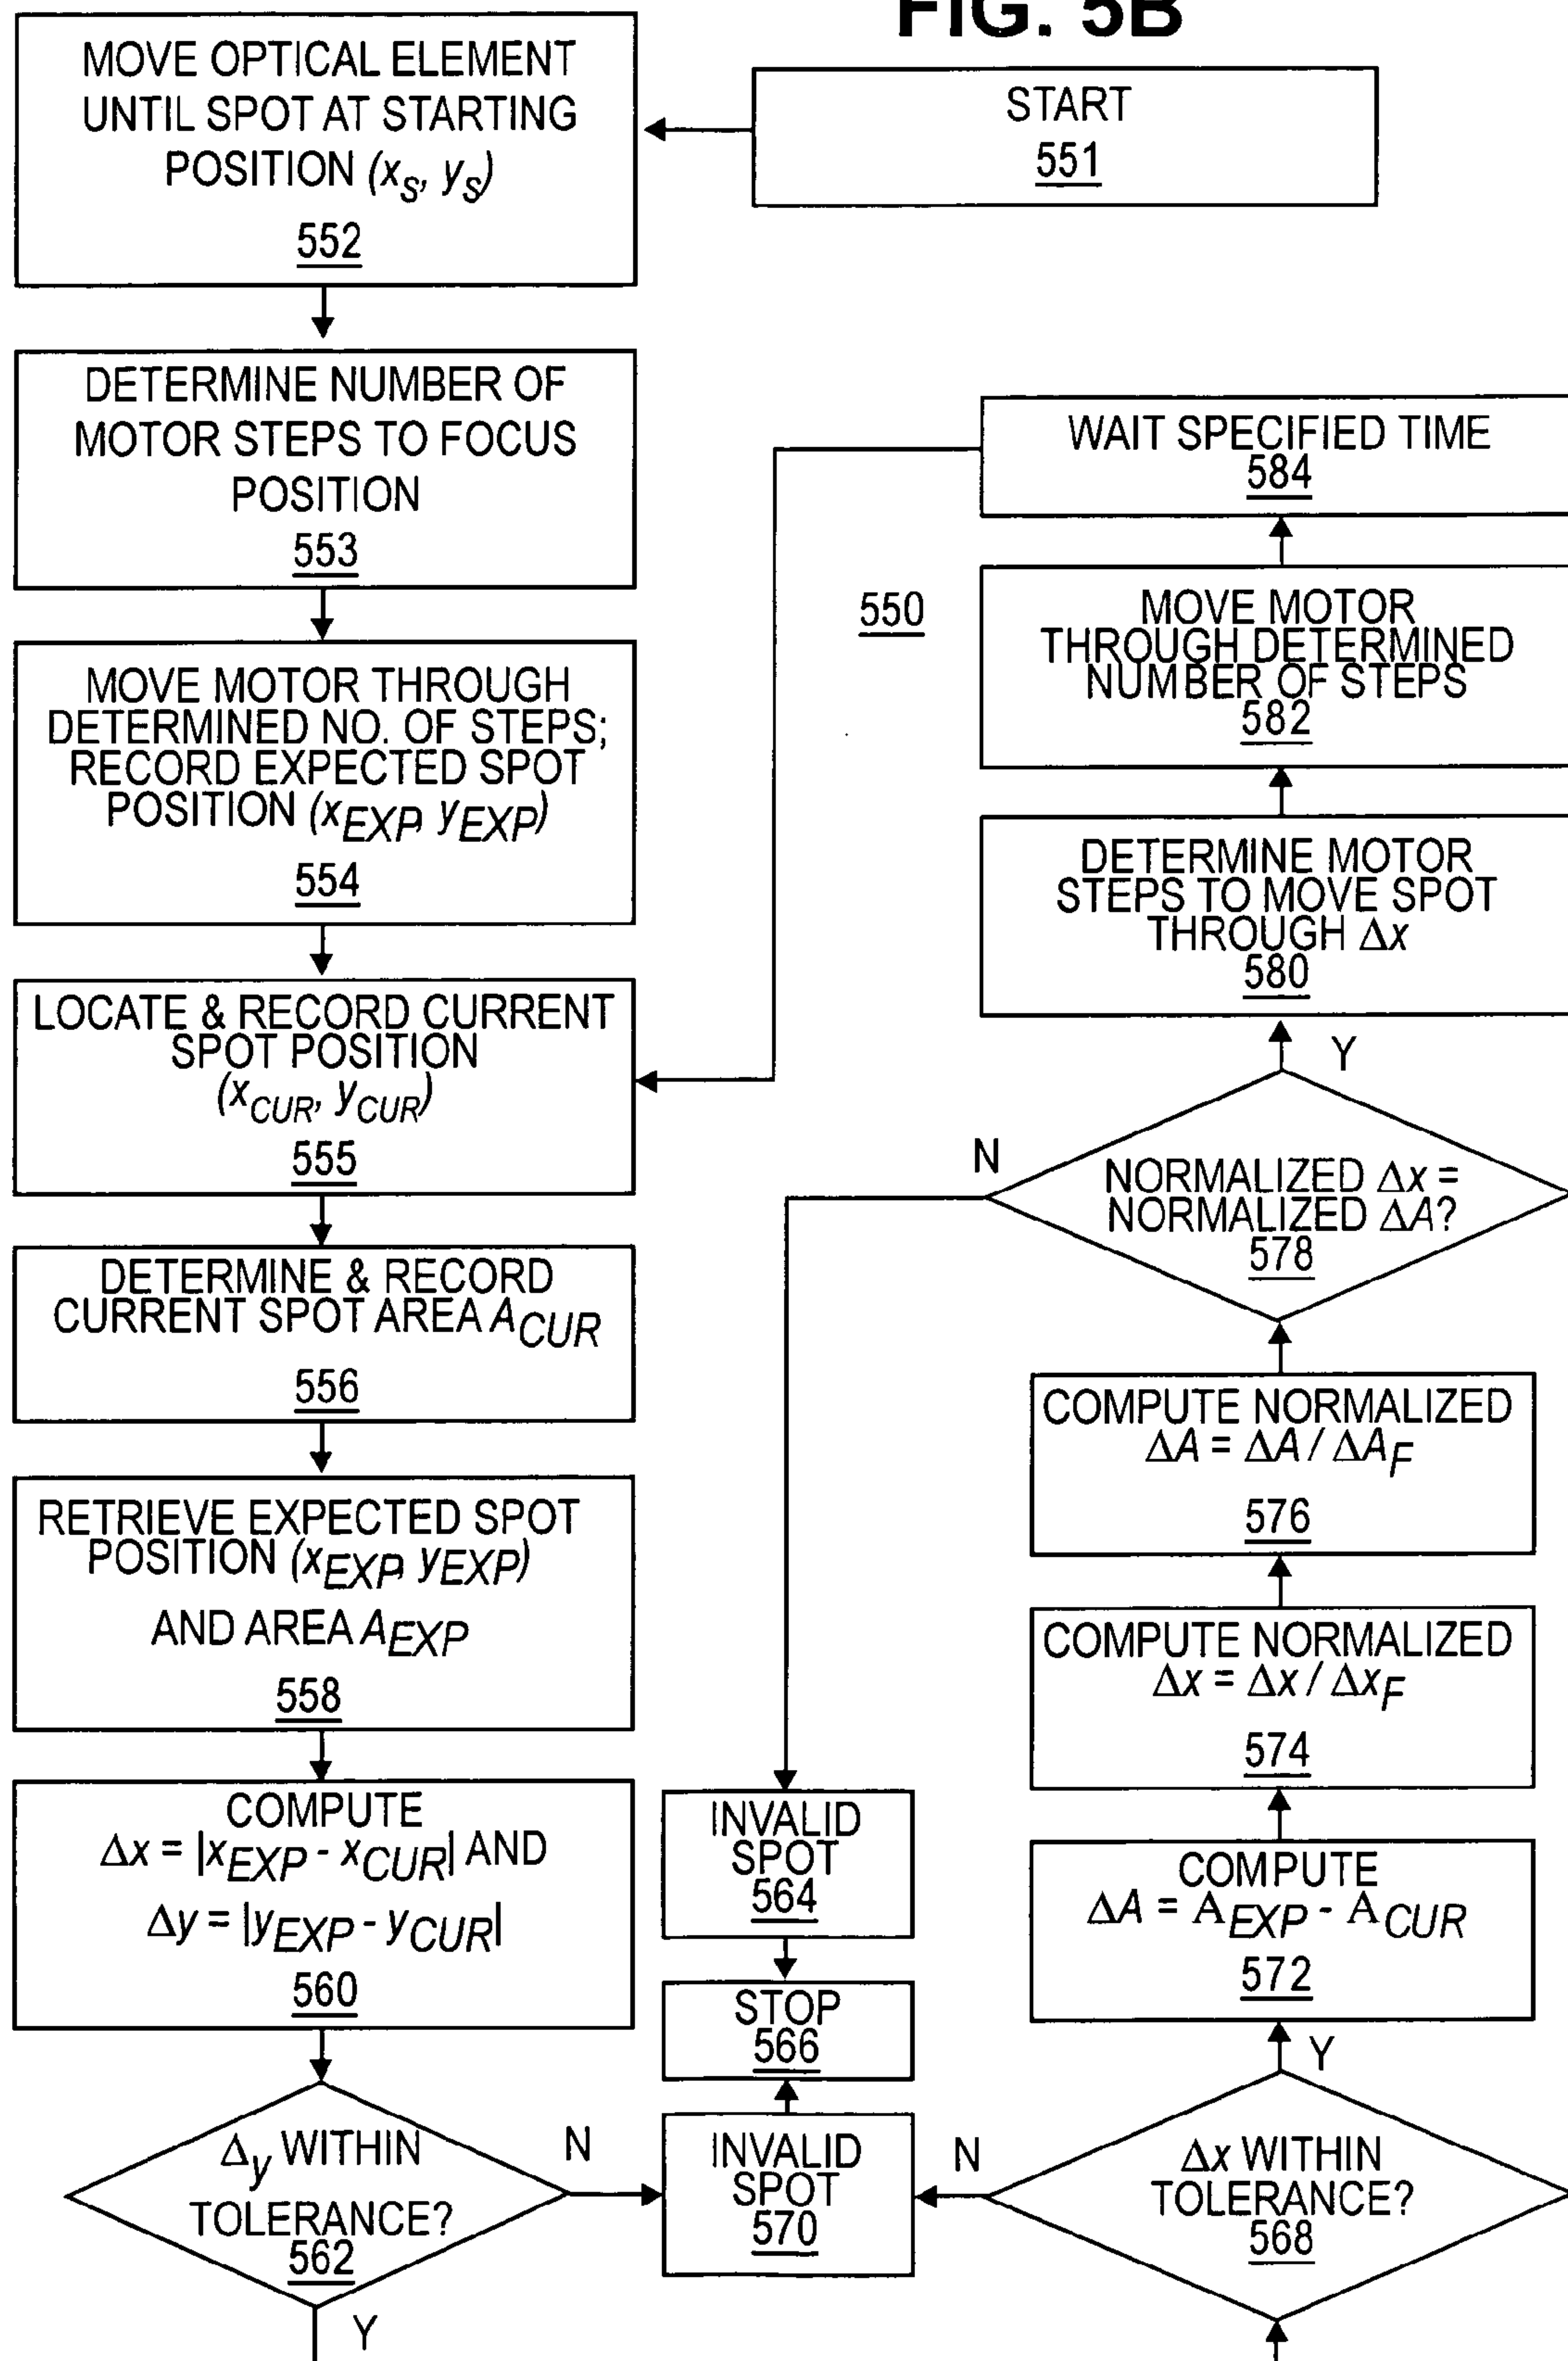 FIG. 5B
START
551
MOVE OPTICAL ELEMENT
UNTIL SPOT AT STARTING
POSITION (xS, yS)
552
DETERMINE NUMBER OF
MOTOR STEPS TO FOCUS
POSITION
553
MOVE MOTOR THROUGH
DETERMINED NO. OF STEPS;
RECORD EXPECTED SPOT
POSITION (xEXP, yEXP)
554
LOCATE & RECORD CURRENT
SPOT POSITION
(xCUR, yCUR)
555
DETERMINE & RECORD
CURRENT SPOT AREA ACUR
556
RETRIEVE EXPECTED SPOT
POSITION (xEXP, yEXP)
AND AREA AEXP
558
COMPUTE
Δx = |xEXP - xCUR| AND
Δy = |yEXP - yCUR|
560
Δy WITHIN
TOLERANCE?
562
N
Y
INVALID
SPOT
564
STOP
566
INVALID
SPOT
570
N
Δx WITHIN
TOLERANCE?
568
Y
COMPUTE
ΔA = AEXP - ACUR
572
COMPUTE NORMALIZED
Δx = Δx / ΔxF
574
COMPUTE NORMALIZED
ΔA = ΔA / ΔAF
576
NORMALIZED Δx =
NORMALIZED ΔA?
578
N
Y
DETERMINE MOTOR
STEPS TO MOVE SPOT
THROUGH Δx
580
MOVE MOTOR
THROUGH DETERMINED
NUMBER OF STEPS
582
WAIT SPECIFIED TIME
584
550